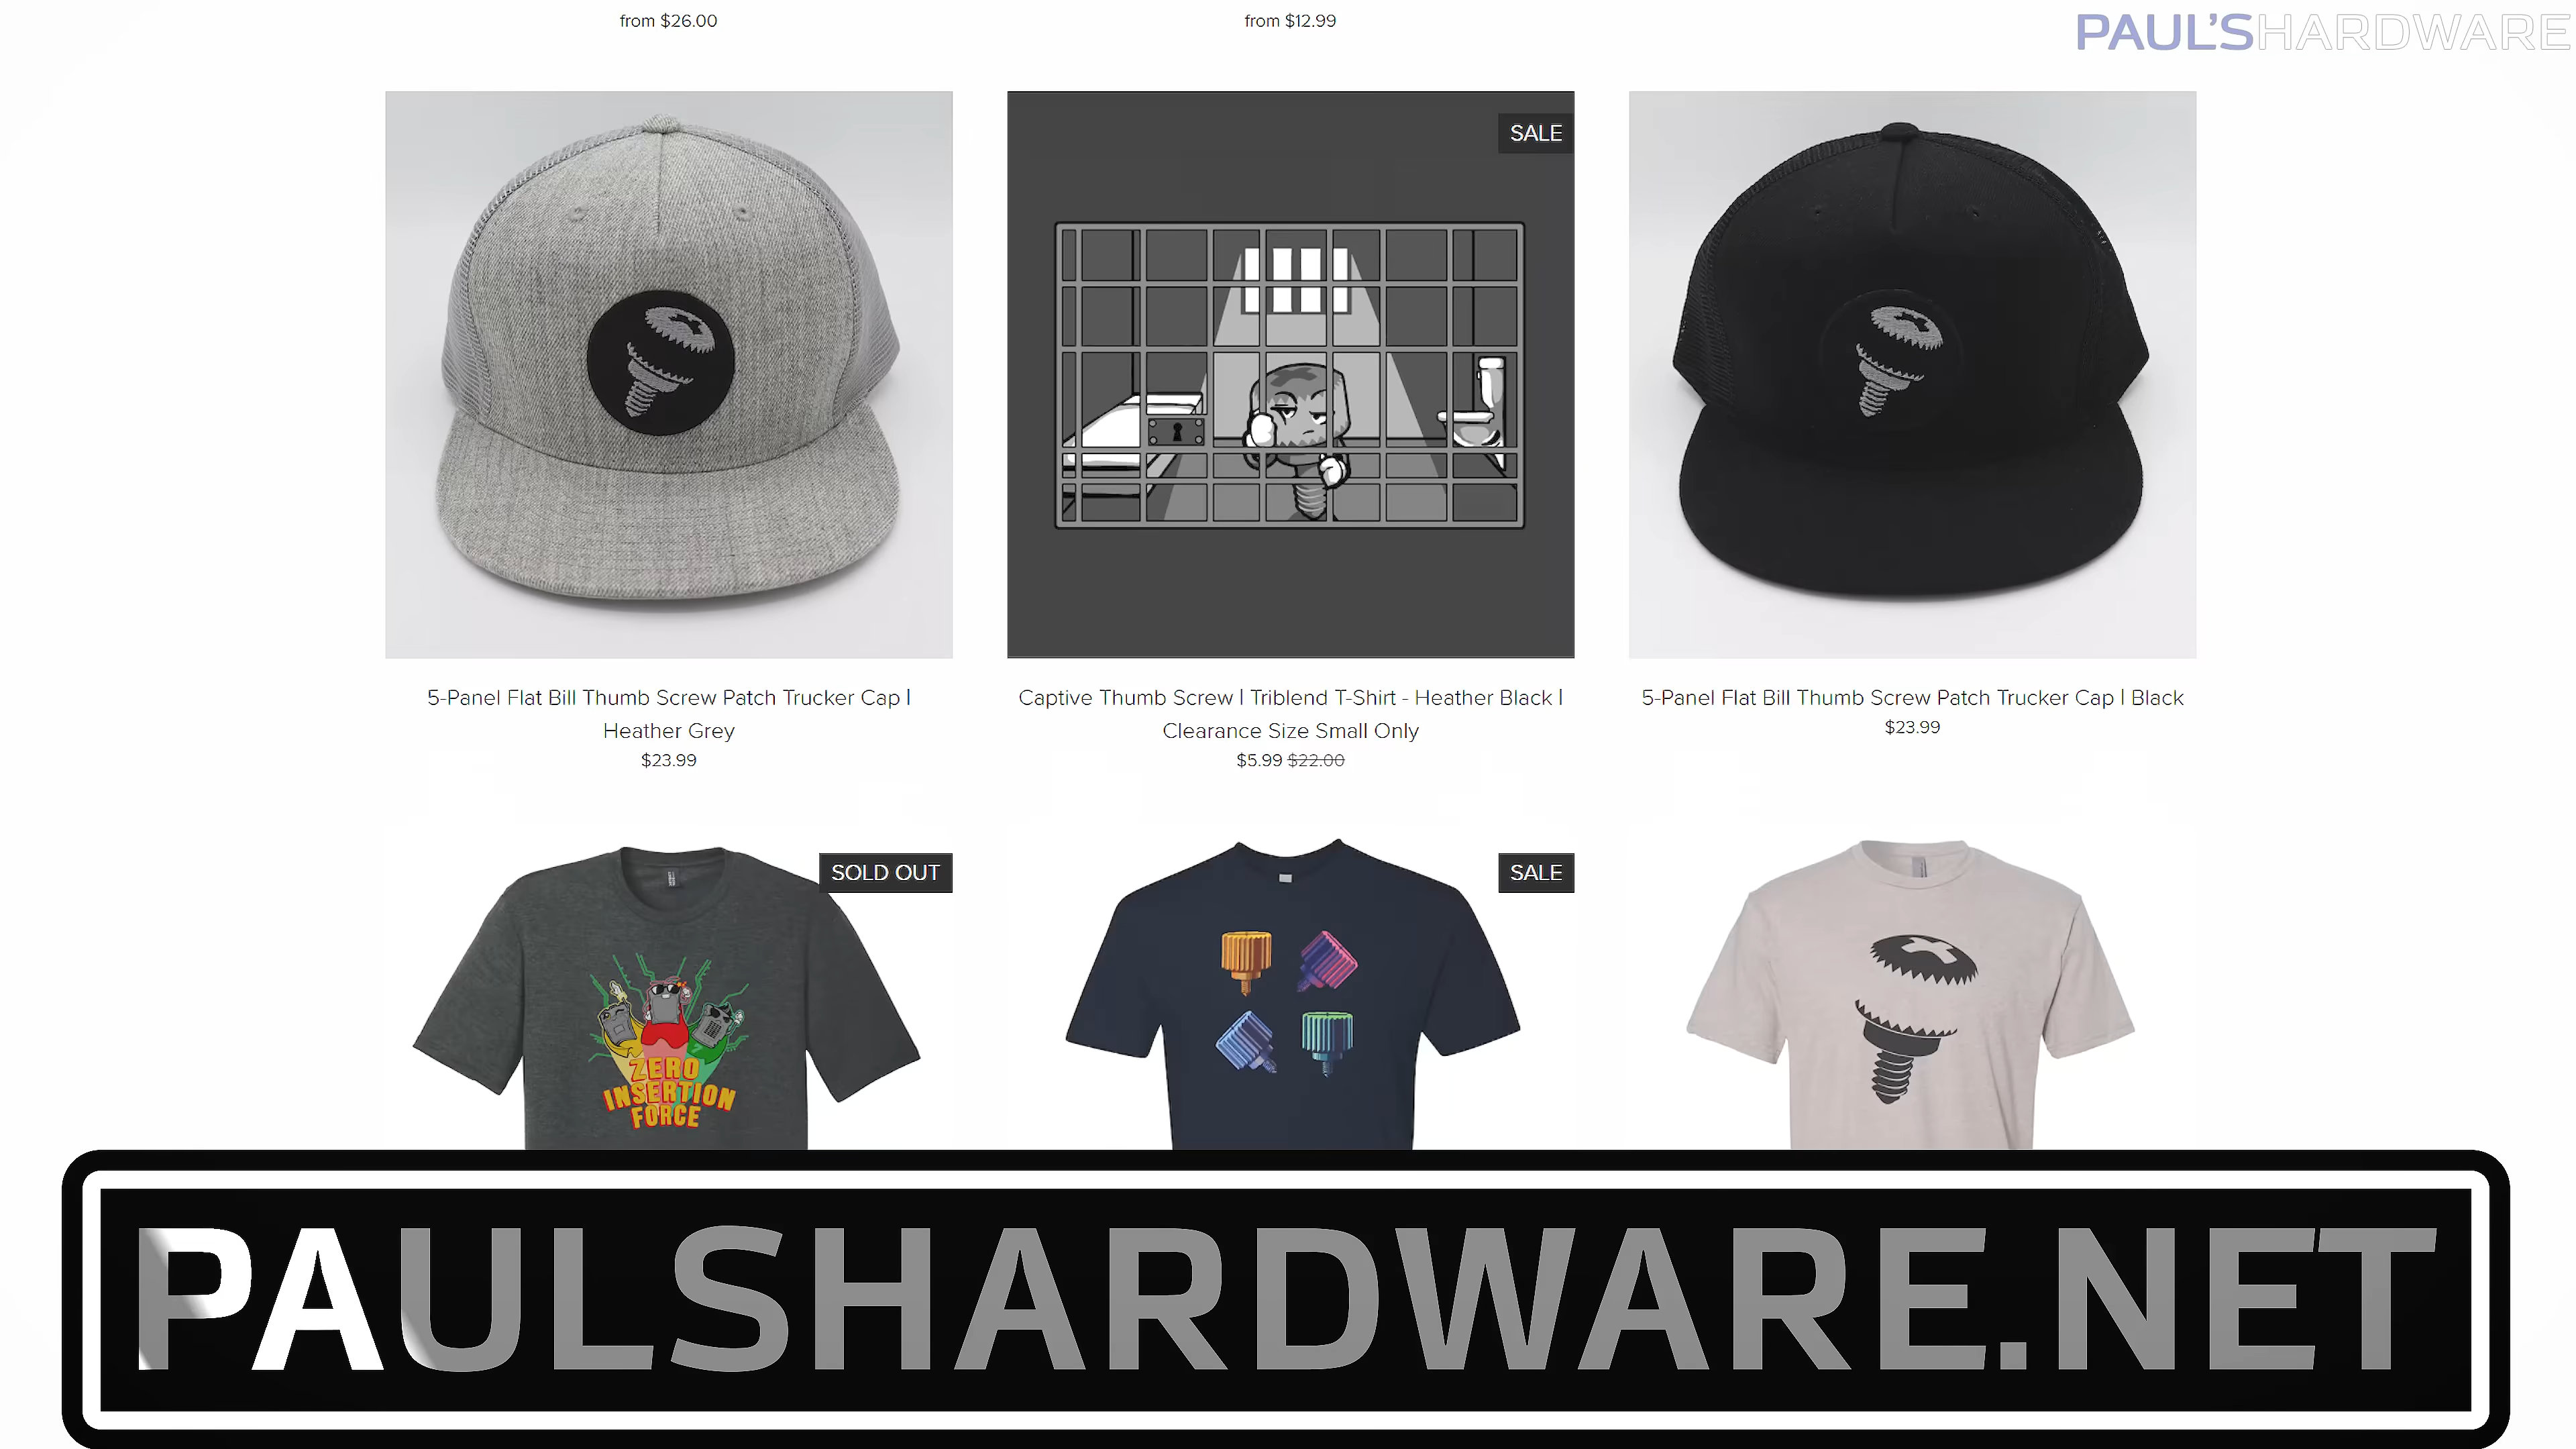 from $26.00
from $12.99
PAUL'SHARDWARE
SALE
5-Panel Flat Bill Thumb Screw Patch Trucker Cap |
Heather Grey
$23.99
Captive Thumb Screw | Triblend T-Shirt - Heather Black |
Clearance Size Small Only
$5.99 $22.00
5-Panel Flat Bill Thumb Screw Patch Trucker Cap | Black
$23.99
SOLD OUT
ZERO
INSERTION
FORCE
SALE
PAULSHARDWARE.NET